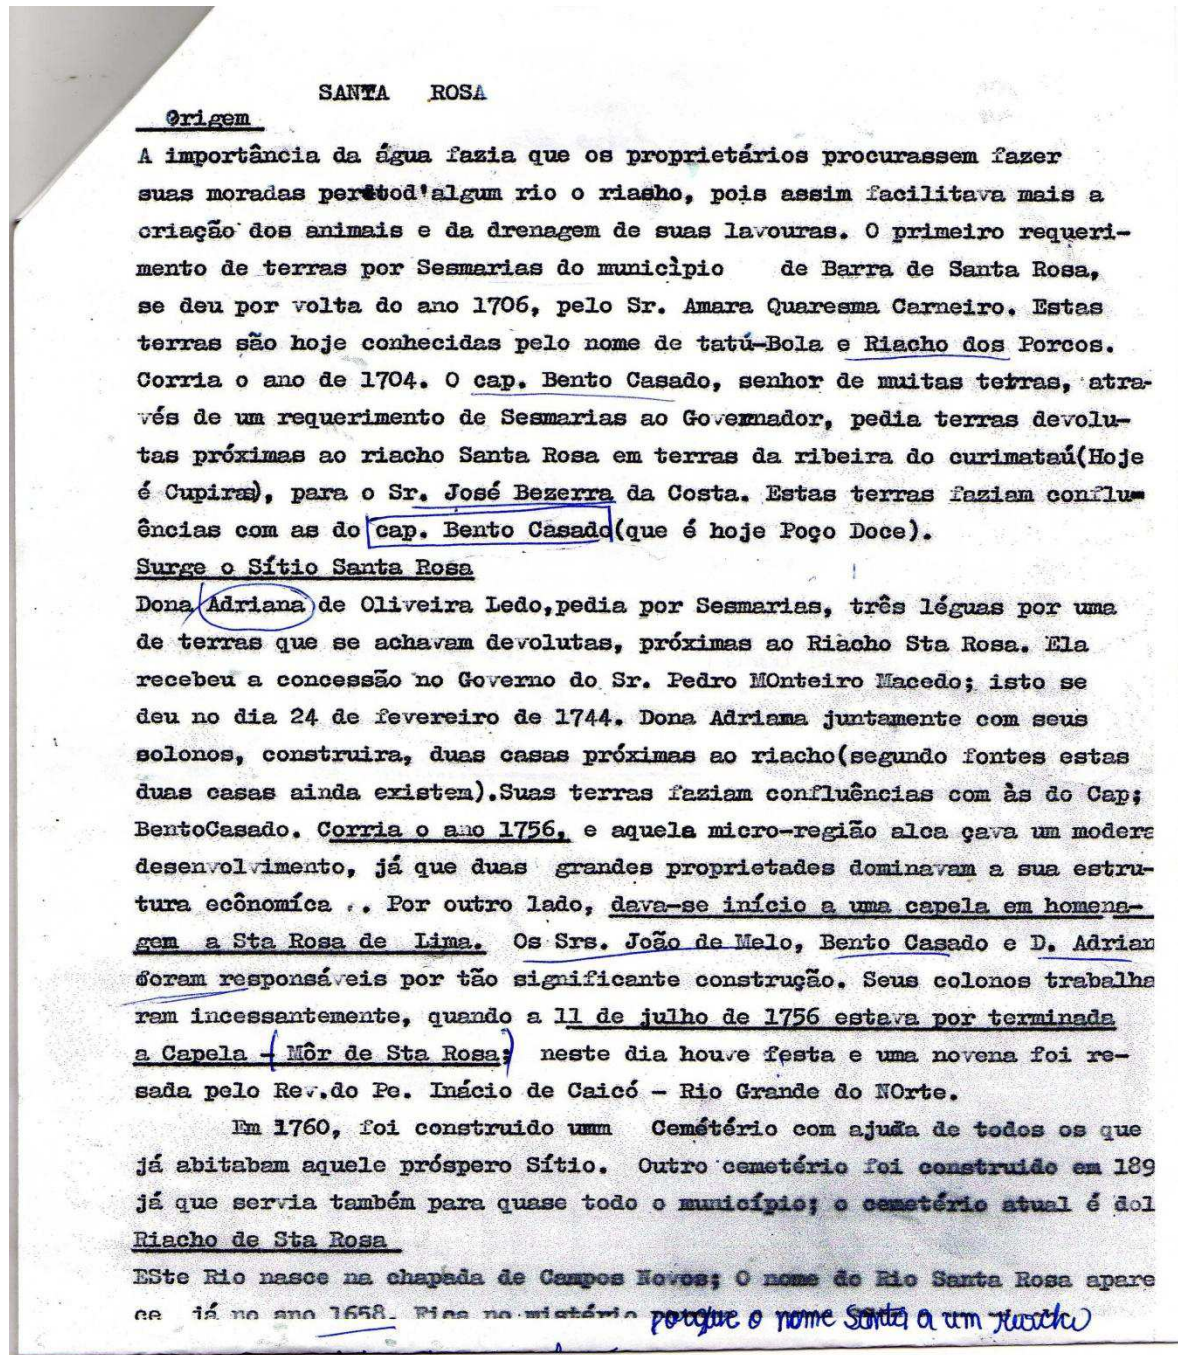 SANTA ROSA
Origem
A importância da água fazia que os proprietários procurassem fazer
suas moradas perttod'algum rio o riasho, pois assim facilitava mais a
criação dos animais e da drenagem de suas lavouras. O primeiro requeri-
mento de terras por Sesmarias do municìpio de Barra de Santa Rosa,
se deu por volta do ano 1706, pelo Sr. Amara Quaresma Carneiro. Estas
terras são hoje conhecidas pelo nome de tatú-Bola e Riacho dos Porcos.
Corria o ano de 1704. O cap. Bento Casado, senhor de muitas terras, atra-
vés de um requerimento de Sesmarias ao Governador, pedia terras devolu-
tas próximas ao riacho Santa Rosa em terras da ribeira do curimataú(Hoje
é Cupira), para o Sr. José Bezerra da Costa. Estas terras faziam conflu-
ências com as do cap. Bento Casado(que é hoje Poço Doce).
Surge o Sítio Santa Rosa
Dona Adriana de Oliveira Ledo,pedia por Sesmarias, três léguas por uma
de terras que se achavam devolutas, próximas ao Riacho Sta Rosa. Ela
recebeu a concessão no Governo do Sr. Pedro MOnteiro Macedo; isto se
deu no dia 24 de fevereiro de 1744. Dona Adriana juntamente com seus
solonos, construira, duas casas próximas ao riacho(segundo fontes estas
duas casas ainda existem).Suas terras faziam confluências com às do Cap;
BentoCasado. Corria o ano 1756, e aquela micro-região alca çava um modera
desenvolvimento, já que duas grandes proprietades dominavam a sua estru-
tura ecônomíca .. Por outro lado, dava-se início a uma capela em homena-
gem a Sta Rosa de Lima. Os Srs. João de Melo, Bento Casado e D. Adrian
foram responsáveis por tão significante construção. Seus colonos trabalha
ram incessantemente, quando a 11 de julho de 1756 estava por terminada
a Capela - Môr de Sta Rosa; neste dia houve festa e uma novena foi re-
sada pelo Rev.do Pe. Inácio de Caicó - Rio Grande do NOrte.
Em 1760, foi construido umm Cemétério com ajuda de todos os que
já abitabam aquele próspero Sítio. Outro cemetério foi construido em 189
já que servia também para quase todo o município; o cemetério atual é do1
Riacho de Sta Rosa
ESte Rio nasce na chapada de Campos Novos; O nome do Rio Santa Rosa apare
ce já no ano 1658. Fica no mistério porque o nome Santa a um riacho